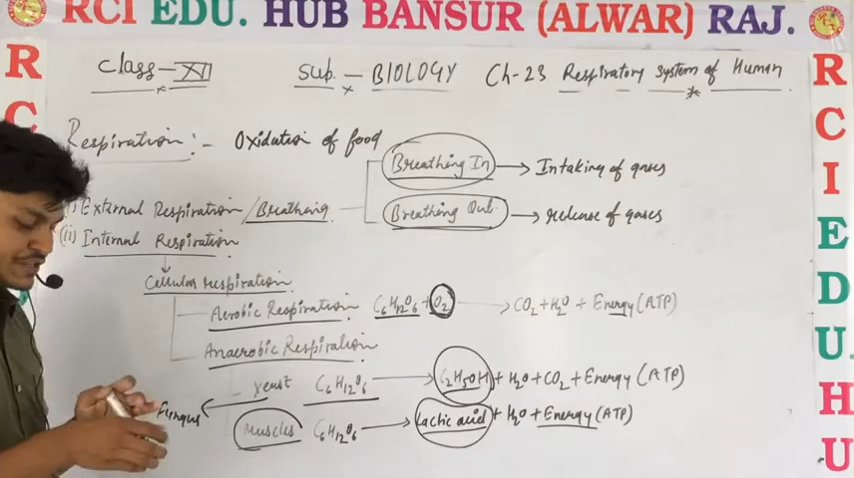 RCI EDU. HUB BANSUR (ALWAR) RAJ.
Class-XII Sub.-BIOLOGY Ch-23 Respiratory system of Human
Respiration:- Oxidation of food
(i) External Respiration/Breathing
Breathing In → Intaking of gases
Breathing Out. → release of gases
(ii) Internal Respiration
Cellular respiration
Aerobic Respiration C6H12O6+O2 → CO2+H2O+Energy(ATP)
Anaerobic Respiration
yeast C6H12O6 → C2H5OH+H2O+CO2+Energy(ATP)
Fungus
Muscles C6H12O6 → Lactic acid+H2O+Energy(ATP)
R
C
R
C
I
E
D
U.
H
U